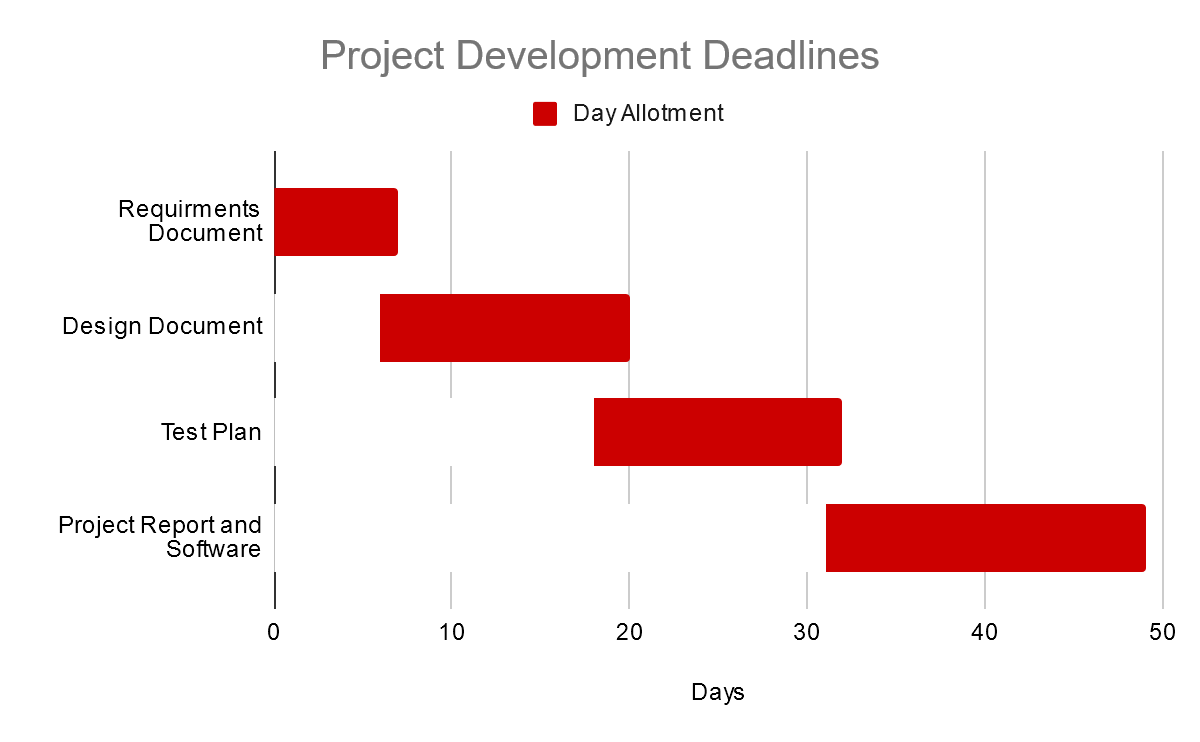 Project Development Deadlines
Day Allotment
Requirments
Document
Design Document
Test Plan
Project Report and
Software
0 10 20 30 40 50
Days